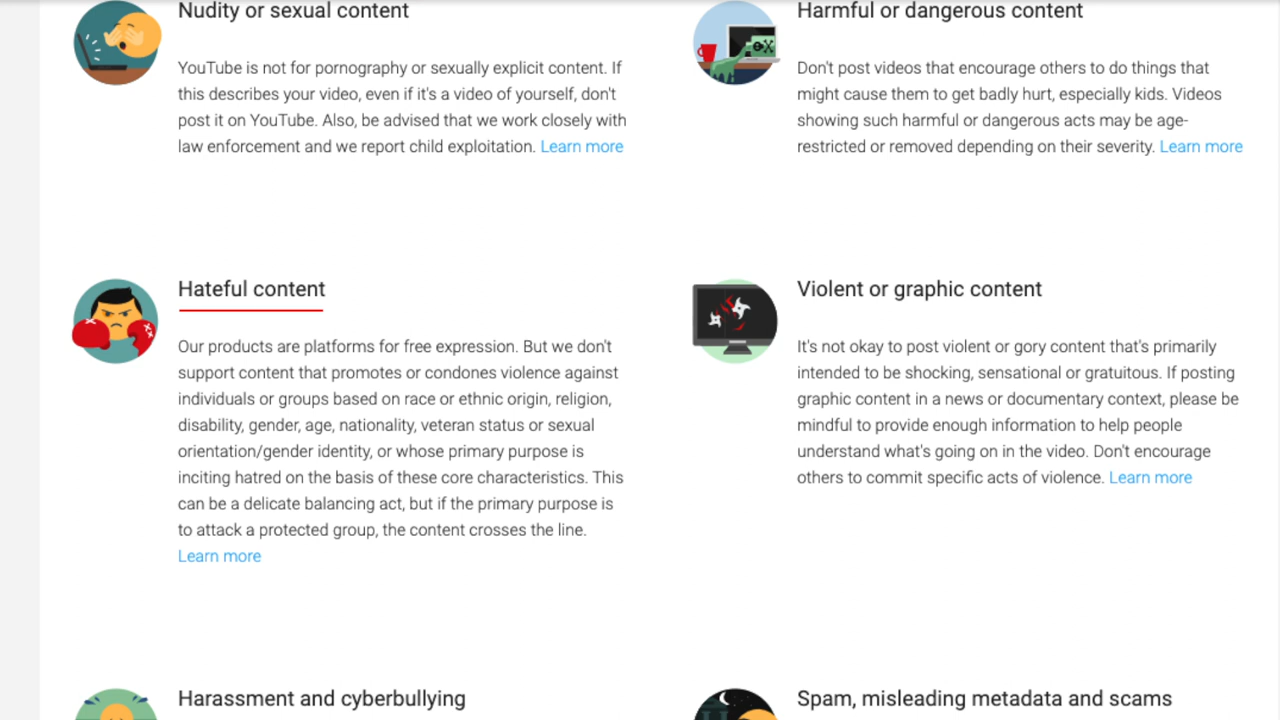 Nudity or sexual content
YouTube is not for pornography or sexually explicit content. If
this describes your video, even if it's a video of yourself, don't
post it on YouTube. Also, be advised that we work closely with
law enforcement and we report child exploitation. Learn more
Harmful or dangerous content
Don't post videos that encourage others to do things that
might cause them to get badly hurt, especially kids. Videos
showing such harmful or dangerous acts may be age-
restricted or removed depending on their severity. Learn more
Hateful content
Our products are platforms for free expression. But we don't
support content that promotes or condones violence against
individuals or groups based on race or ethnic origin, religion,
disability, gender, age, nationality, veteran status or sexual
orientation/gender identity, or whose primary purpose is
inciting hatred on the basis of these core characteristics. This
can be a delicate balancing act, but if the primary purpose is
to attack a protected group, the content crosses the line.
Learn more
Violent or graphic content
It's not okay to post violent or gory content that's primarily
intended to be shocking, sensational or gratuitous. If posting
graphic content in a news or documentary context, please be
mindful to provide enough information to help people
understand what's going on in the video. Don't encourage
others to commit specific acts of violence. Learn more
Harassment and cyberbullying
Spam, misleading metadata and scams